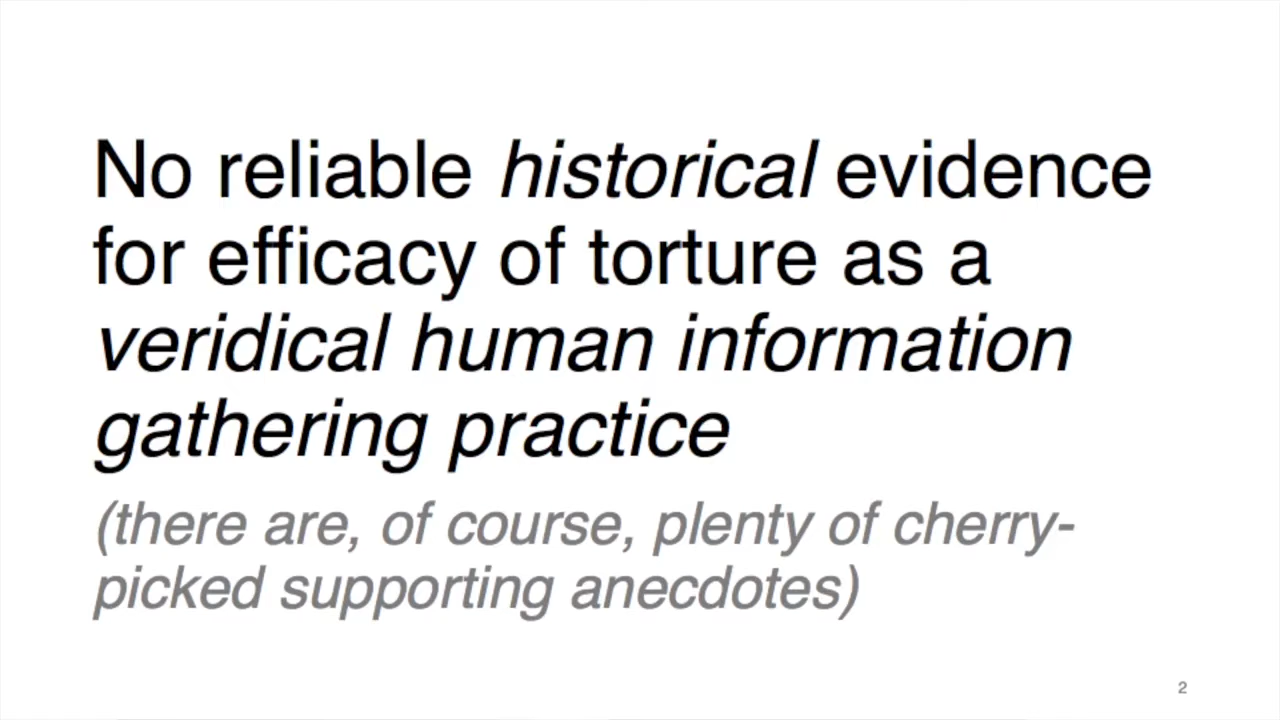 No reliable historical evidence
for efficacy of torture as a
veridical human information
gathering practice
(there are, of course, plenty of cherry-
picked supporting anecdotes)
2